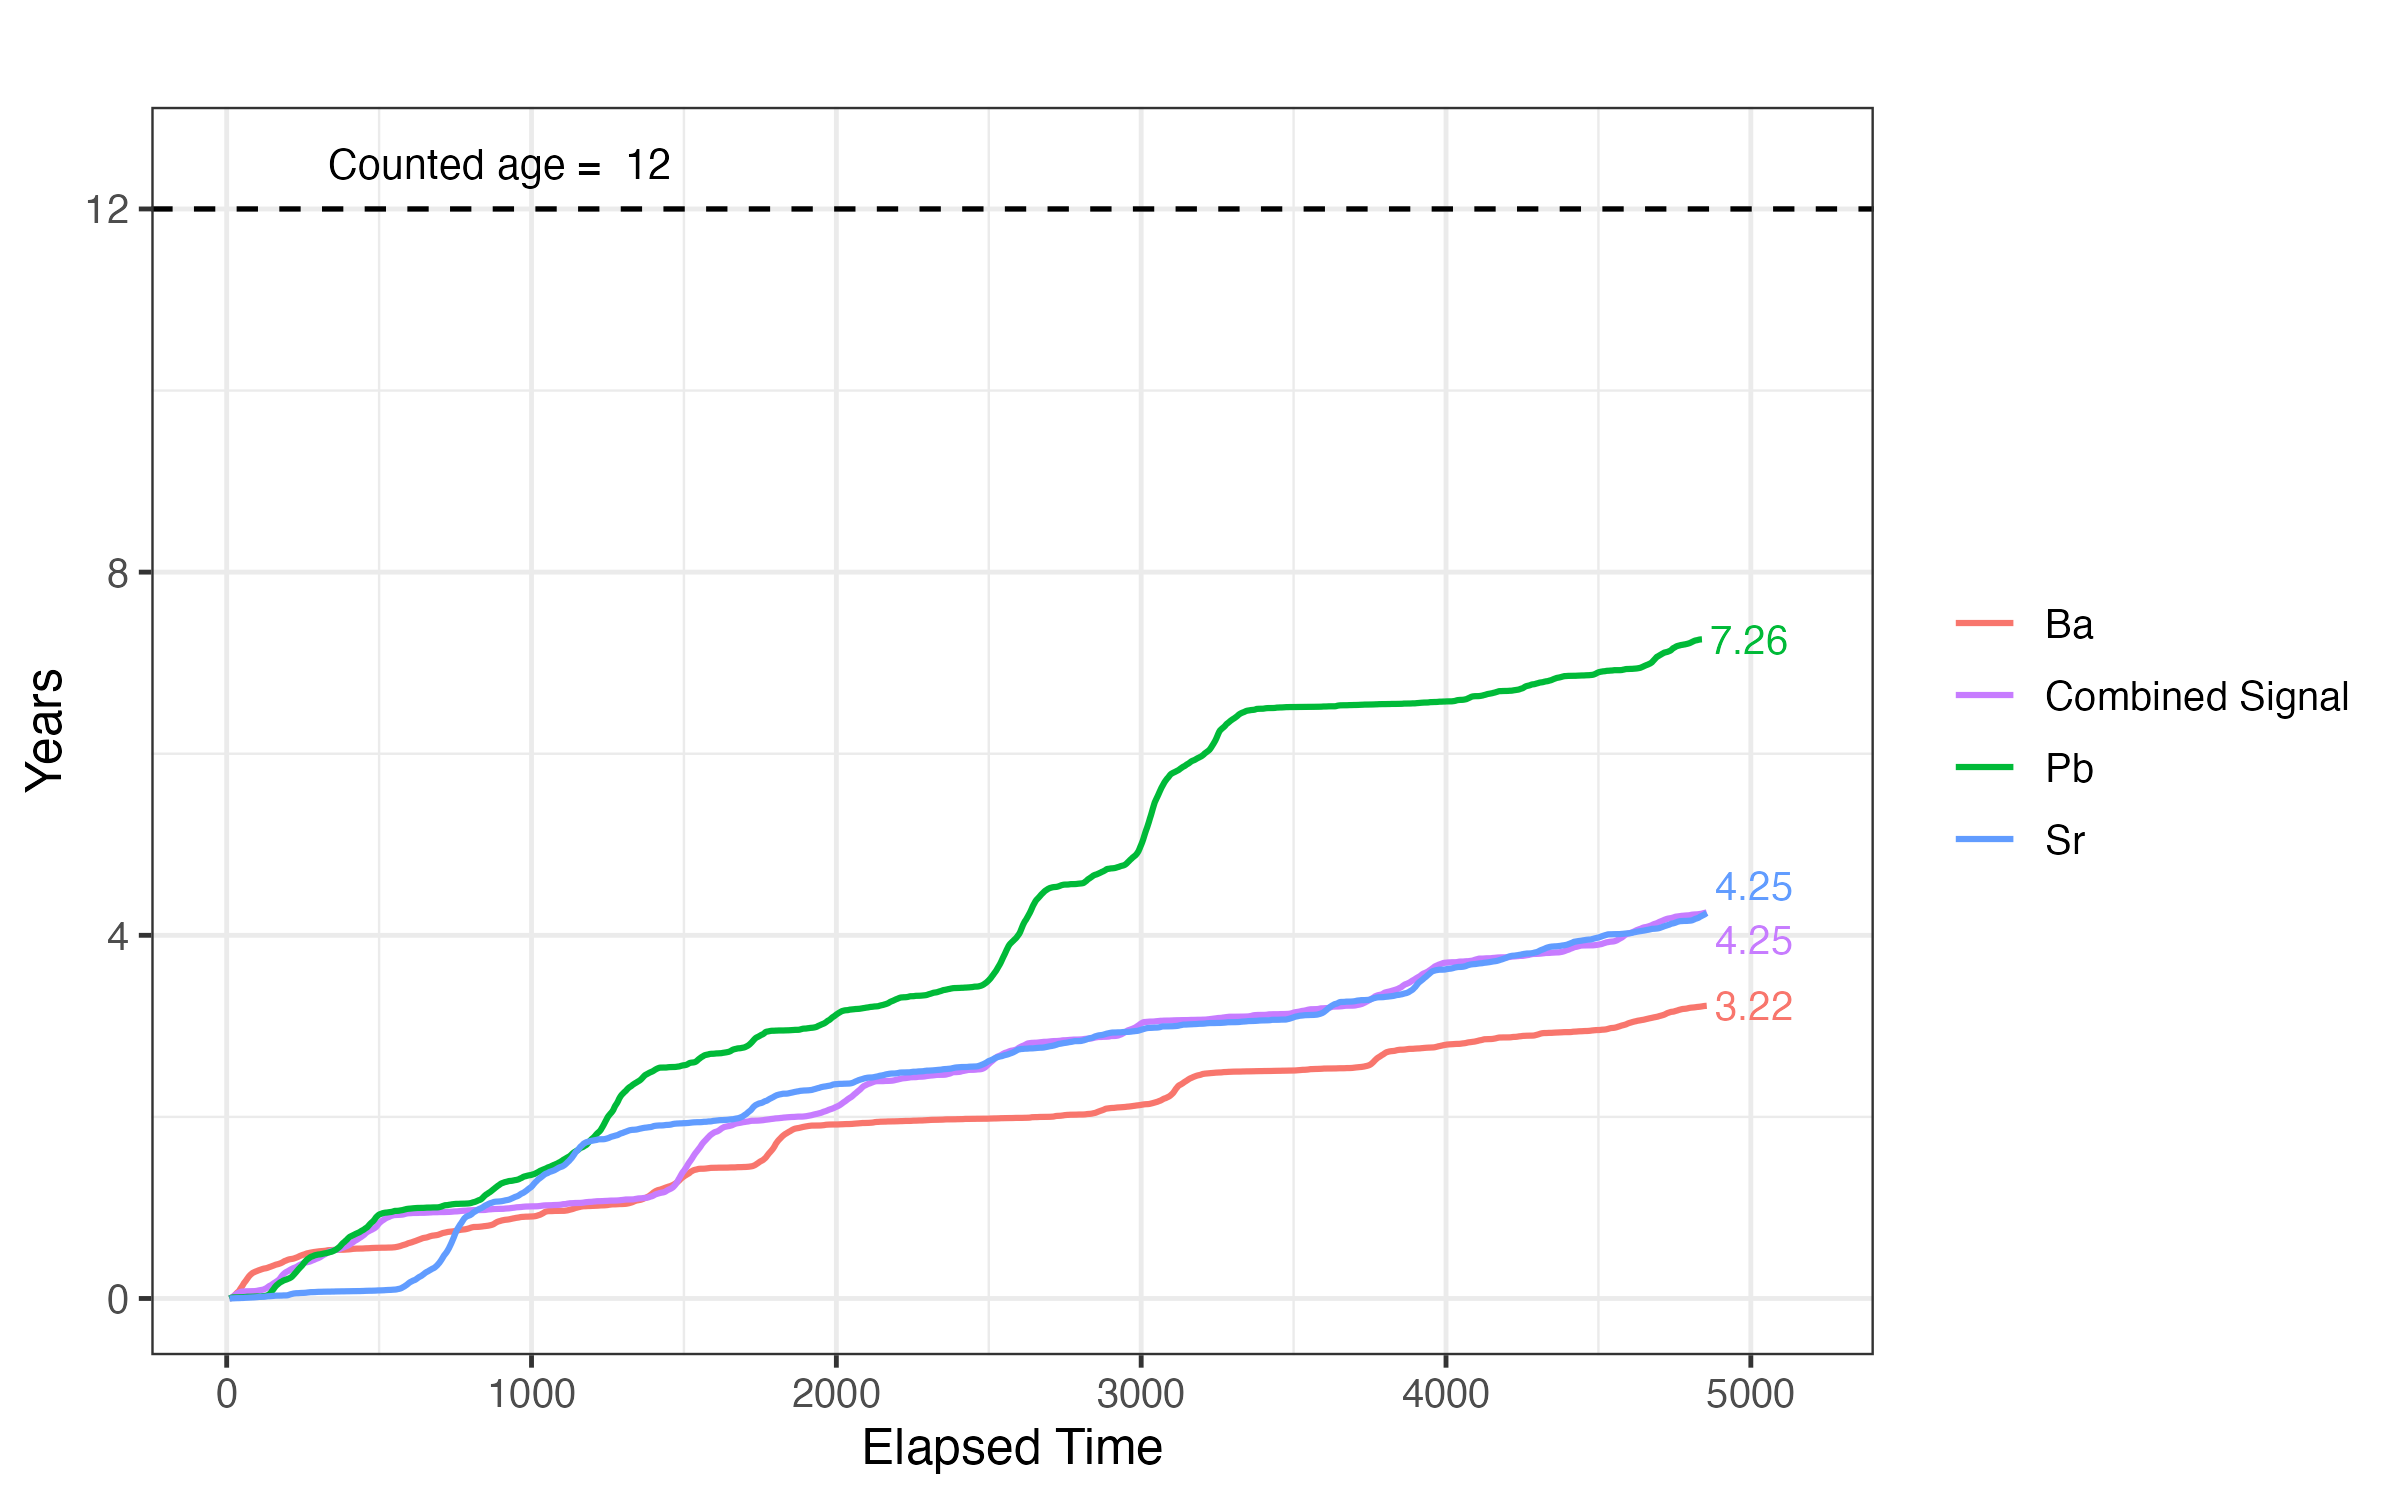 Counted age =  12
12
8
4
0
Years
7.26
4.25
4.25
3.22
0 1000 2000 3000 4000 5000
Elapsed Time
Ba
Combined Signal
Pb
Sr